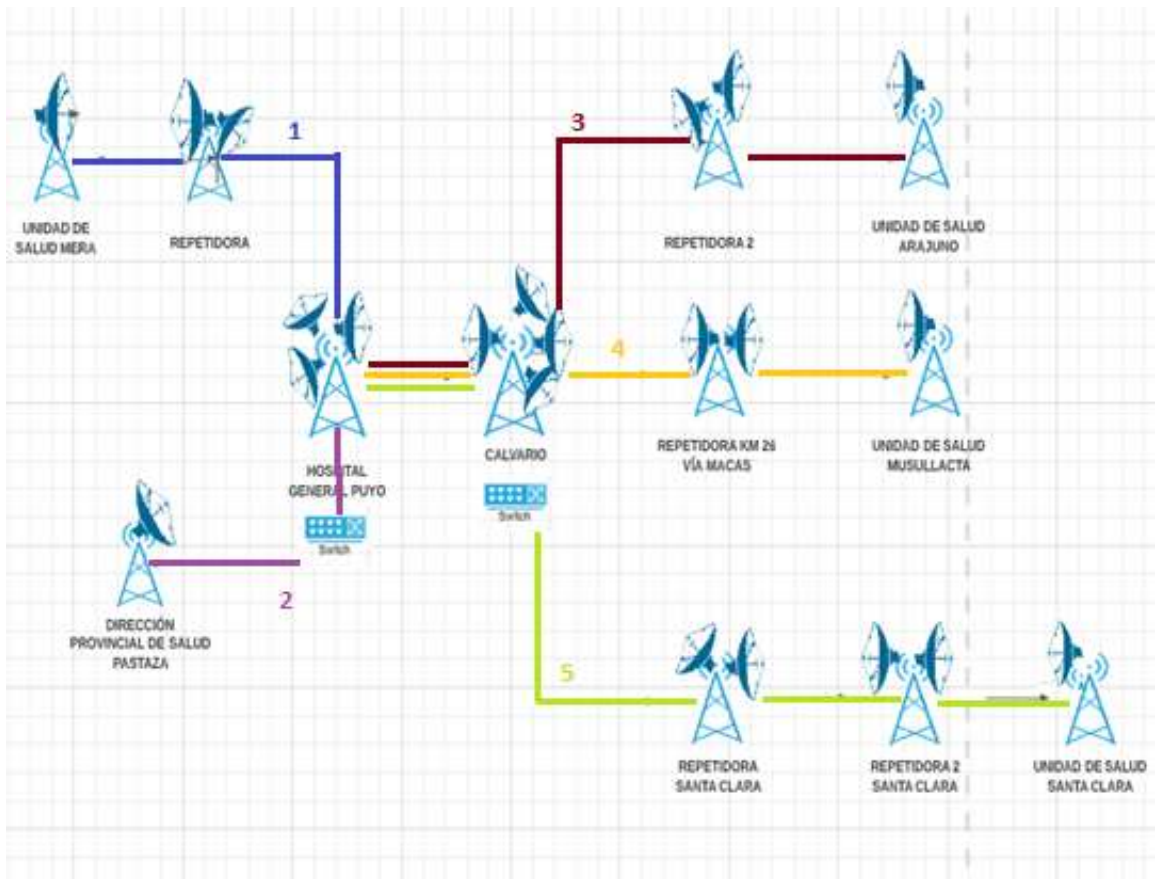 1
3
UNIDAD DE
SALUD MERA
REPETIDORA
REPETIDORA 2
UNIDAD DE SALUD
ARAJUNO
4
HOSPITAL
GENERAL PUYO
CALVARIO
REPETIDORA KM 26
VÍA MACAS
UNIDAD DE SALUD
MUSULLACTA
Switch
Switch
2
DIRECCIÓN
PROVINCIAL DE SALUD
PASTAZA
5
REPETIDORA
SANTA CLARA
REPETIDORA 2
SANTA CLARA
UNIDAD DE SALUD
SANTA CLARA